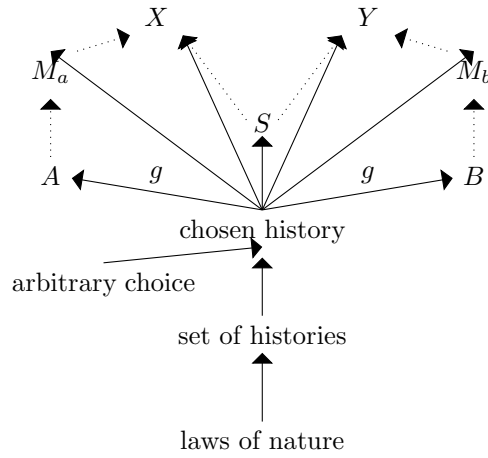 X Y
M_a M_b
S
A g g B
chosen history
arbitrary choice
set of histories
laws of nature